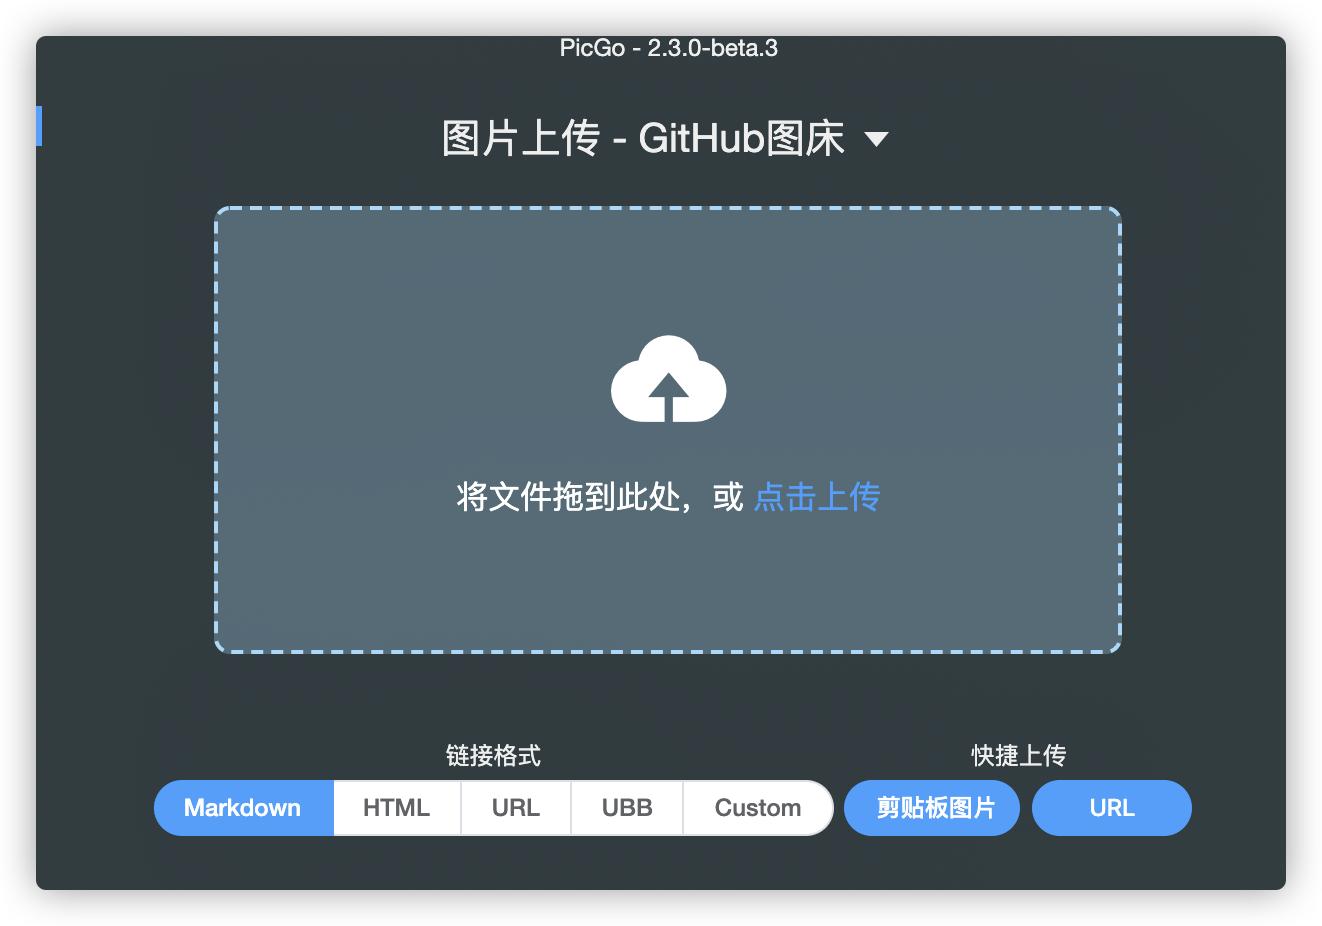 PicGo - 2.3.0-beta.3
图片上传 - GitHub图床
将文件拖到此处，或 点击上传
链接格式
快捷上传
Markdown HTML URL UBB Custom 剪贴板图片 URL